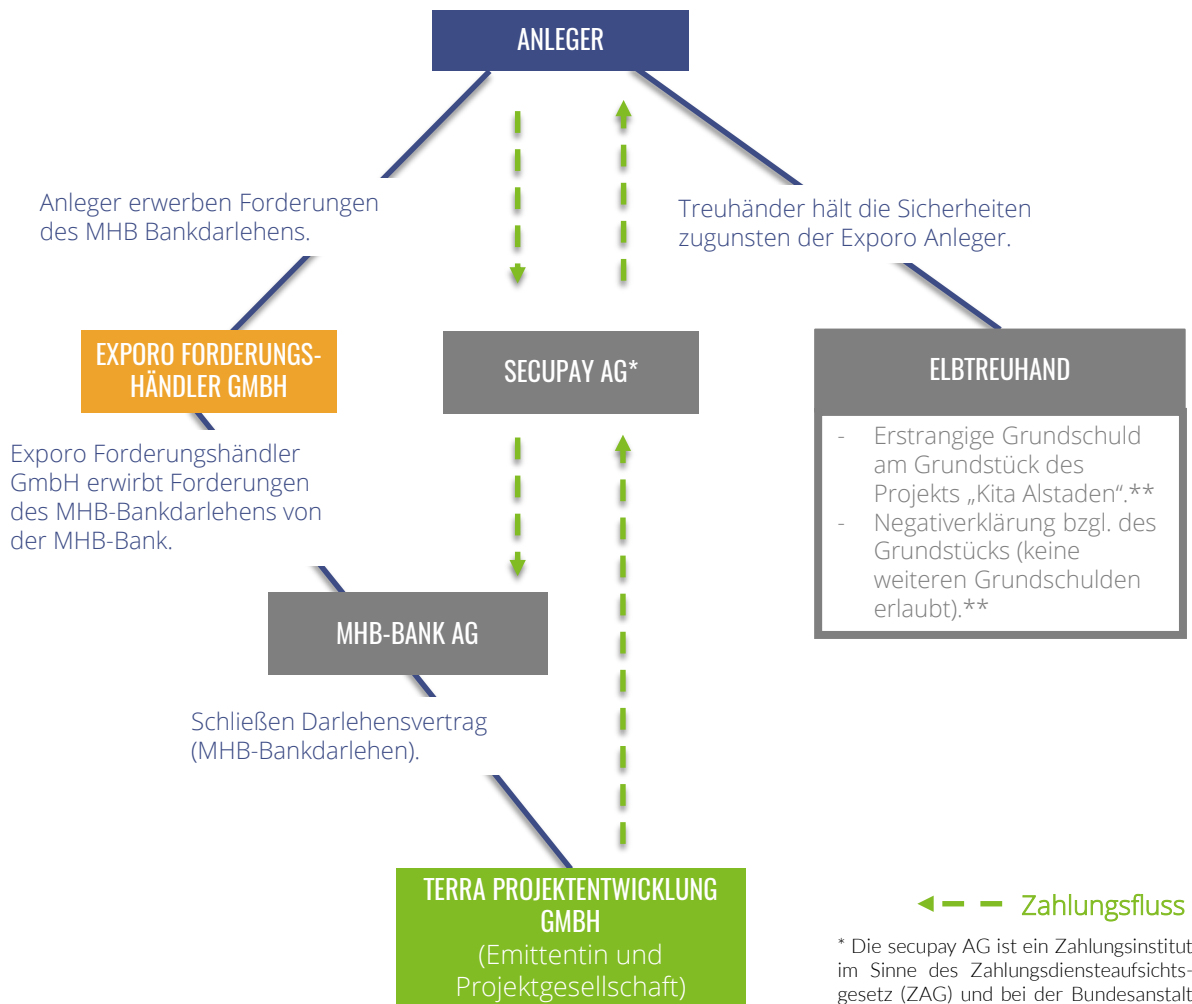 ANLEGER
Anleger erwerben Forderungen
des MHB Bankdarlehens.
Treuhänder hält die Sicherheiten
zugunsten der Exporo Anleger.
EXPORO FORDERUNGS-
HÄNDLER GMBH
SECUPAY AG*
ELBTREUHAND
- Erstrangige Grundschuld
am Grundstück des
Projekts „Kita Alstaden“.**
- Negativerklärung bzgl. des
Grundstücks (keine
weiteren Grundschulden
erlaubt).**
Exporo Forderungshändler
GmbH erwirbt Forderungen
des MHB-Bankdarlehens von
der MHB-Bank.
MHB-BANK AG
Schließen Darlehensvertrag
(MHB-Bankdarlehen).
TERRA PROJEKTENTWICKLUNG
GMBH
(Emittentin und
Projektgesellschaft)
Zahlungsfluss
* Die secupay AG ist ein Zahlungsinstitut
im Sinne des Zahlungsdiensteaufsichts-
gesetz (ZAG) und bei der Bundesanstalt